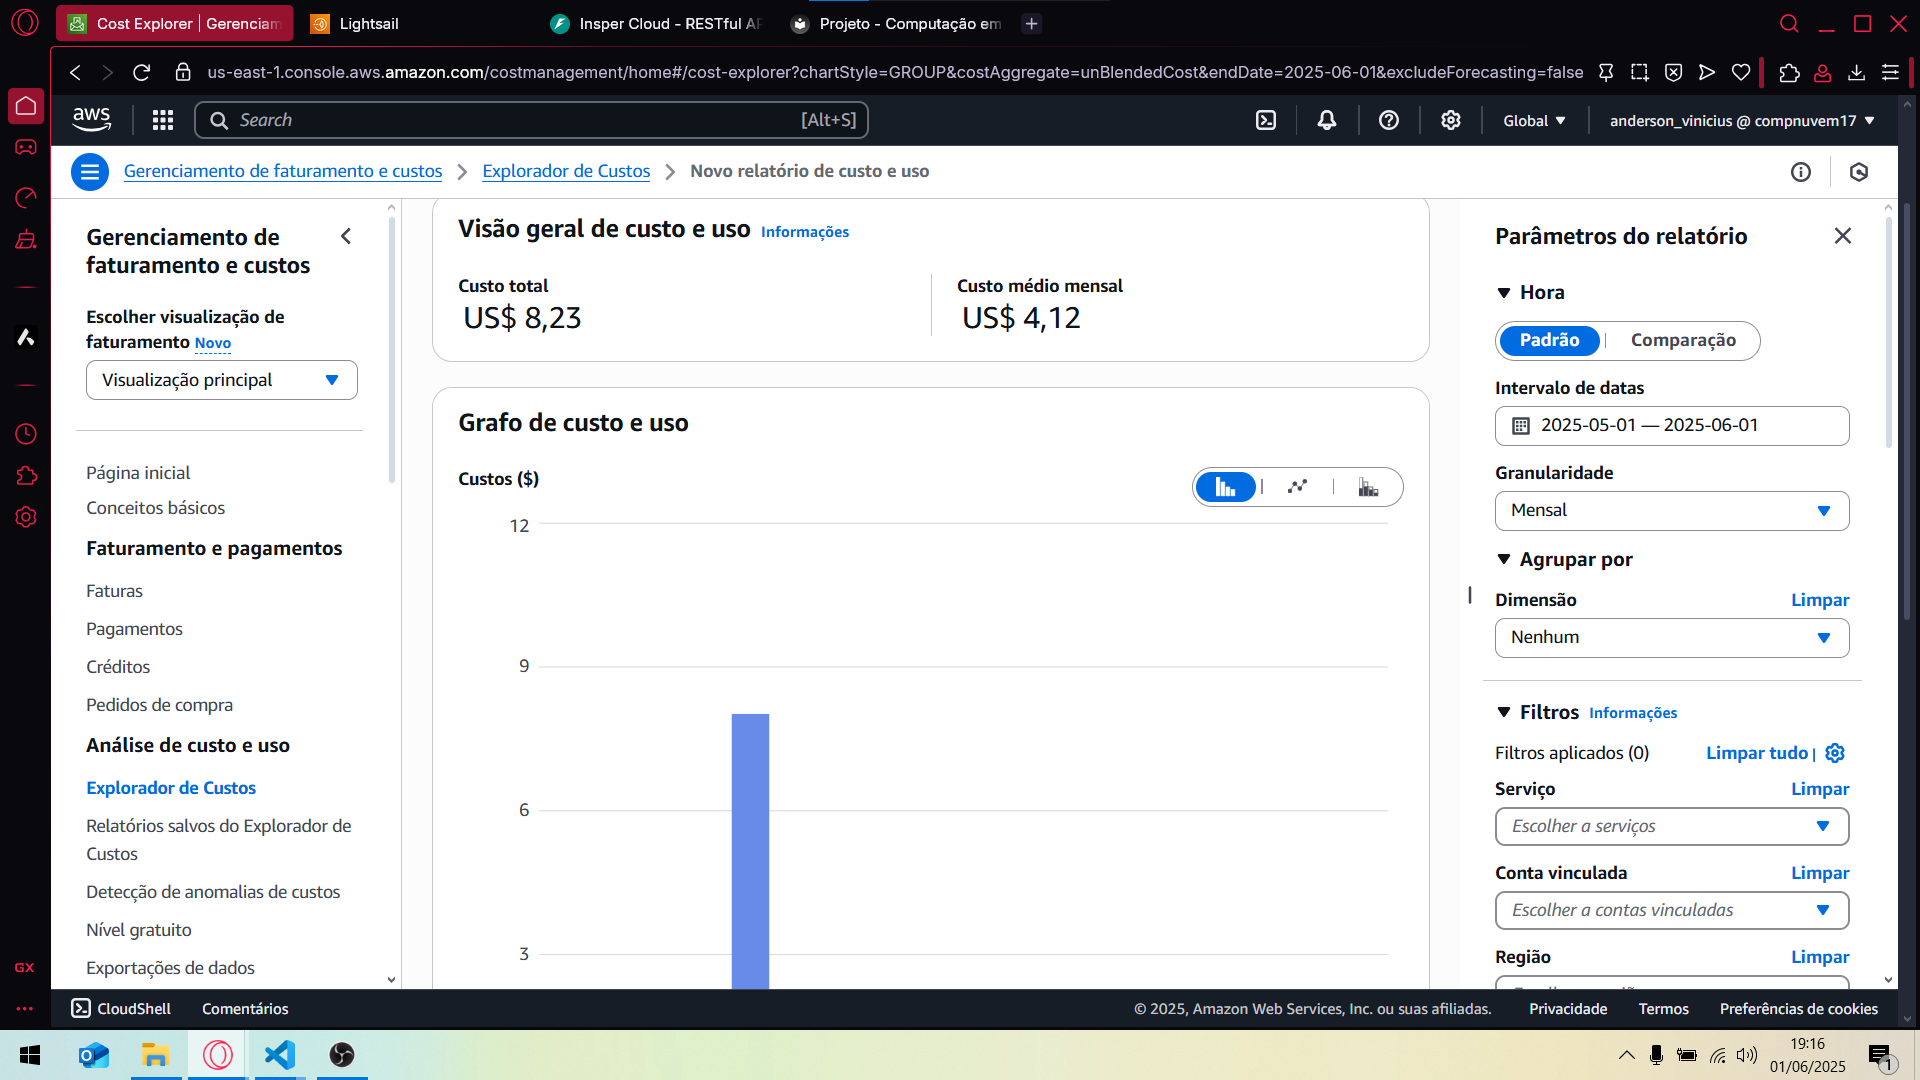 Cost Explorer | Gerenciam
Lightsail
Insper Cloud - RESTful AP
Projeto - Computação em
us-east-1.console.aws.amazon.com/costmanagement/home#/cost-explorer?chartStyle=GROUP&costAggregate=unBlendedCost&endDate=2025-06-01&excludeForecasting=false
aws
Search
[Alt+S]
Global
anderson_vinicius @ compnuvem17
Gerenciamento de faturamento e custos
Explorador de Custos
Novo relatório de custo e uso
Gerenciamento de
faturamento e custos
Escolher visualização de
faturamento Novo
Visualização principal
Página inicial
Conceitos básicos
Faturamento e pagamentos
Faturas
Pagamentos
Créditos
Pedidos de compra
Análise de custo e uso
Explorador de Custos
Relatórios salvos do Explorador de
Custos
Detecção de anomalias de custos
Nível gratuito
Exportações de dados
Visão geral de custo e uso Informações
Custo total
US$ 8,23
Custo médio mensal
US$ 4,12
Grafo de custo e uso
Custos ($)
12
9
6
3
Parâmetros do relatório
Hora
Padrão
Comparação
Intervalo de datas
2025-05-01 — 2025-06-01
Granularidade
Mensal
Agrupar por
Dimensão
Limpar
Nenhum
Filtros Informações
Filtros aplicados (0)
Limpar tudo
Serviço
Limpar
Escolher a serviços
Conta vinculada
Limpar
Escolher a contas vinculadas
Região
Limpar
GX
CloudShell
Comentários
© 2025, Amazon Web Services, Inc. ou suas afiliadas.
Privacidade
Termos
Preferências de cookies
19:16
01/06/2025
1